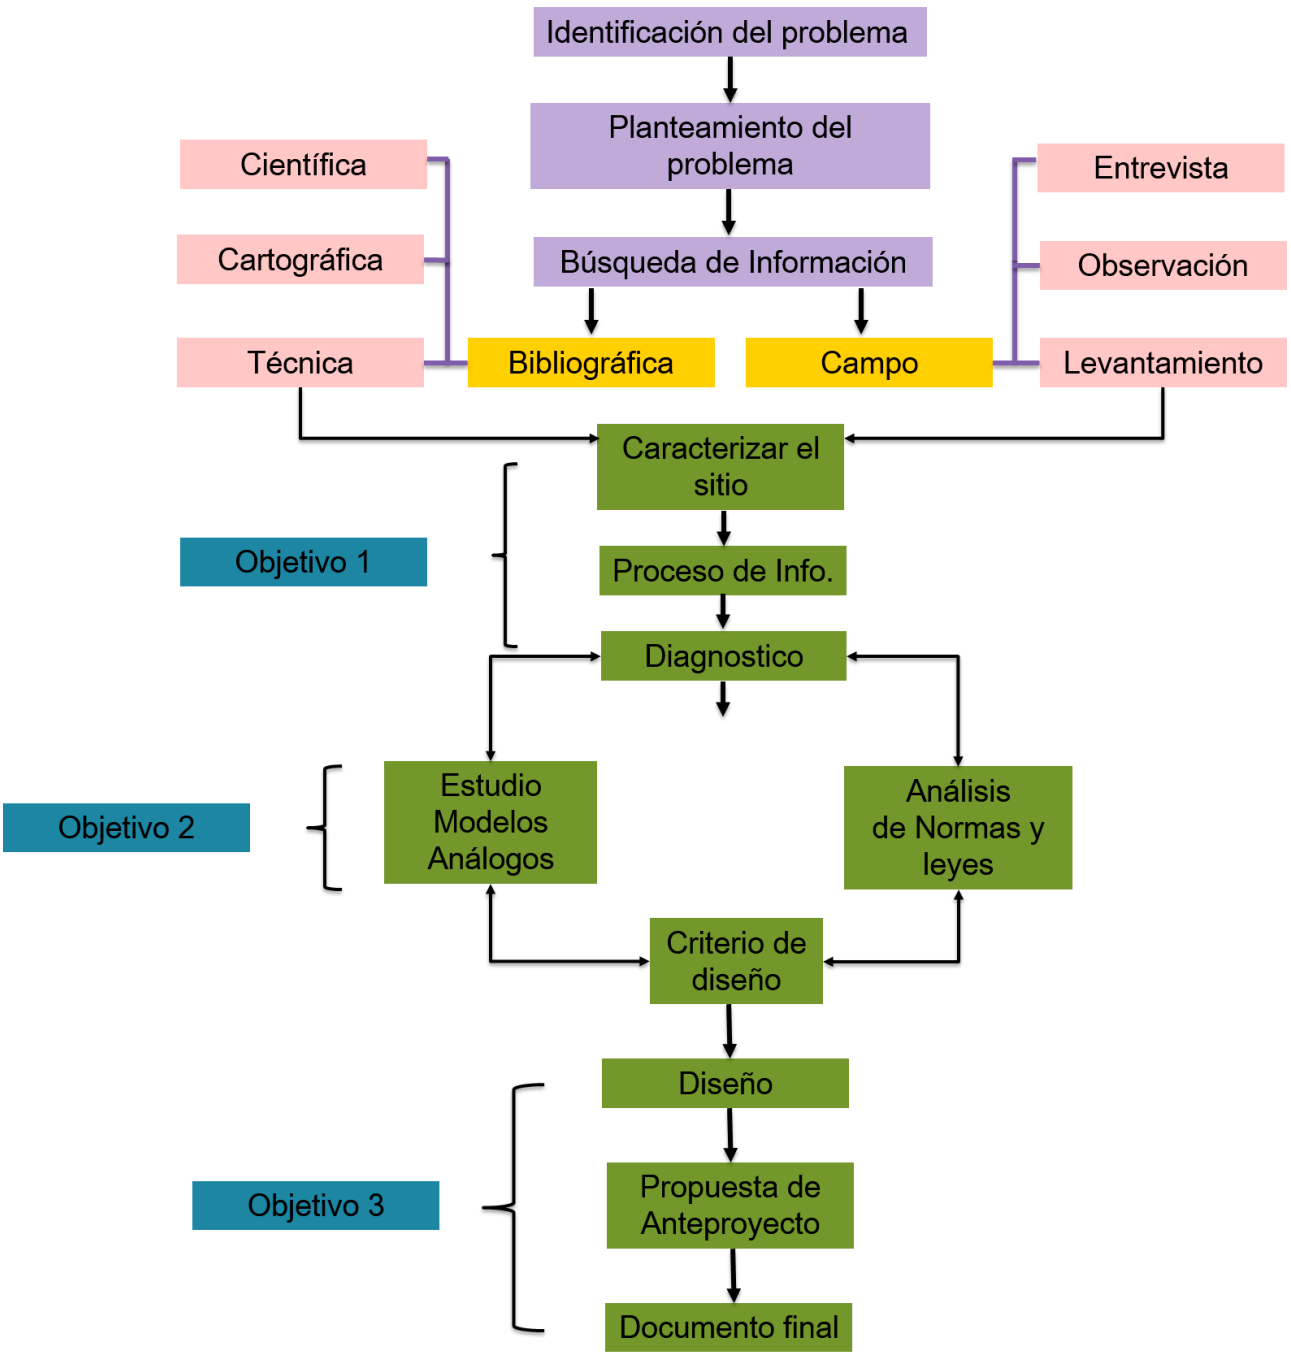 Identificación del problema
Planteamiento del
problema
Científica
Entrevista
Cartográfica
Búsqueda de Información
Observación
Técnica
Bibliográfica
Campo
Levantamiento
Caracterizar el
sitio
Objetivo 1
Proceso de Info.
Diagnostico
Objetivo 2
Estudio
Modelos
Análogos
Análisis
de Normas y
leyes
Criterio de
diseño
Diseño
Objetivo 3
Propuesta de
Anteproyecto
Documento final